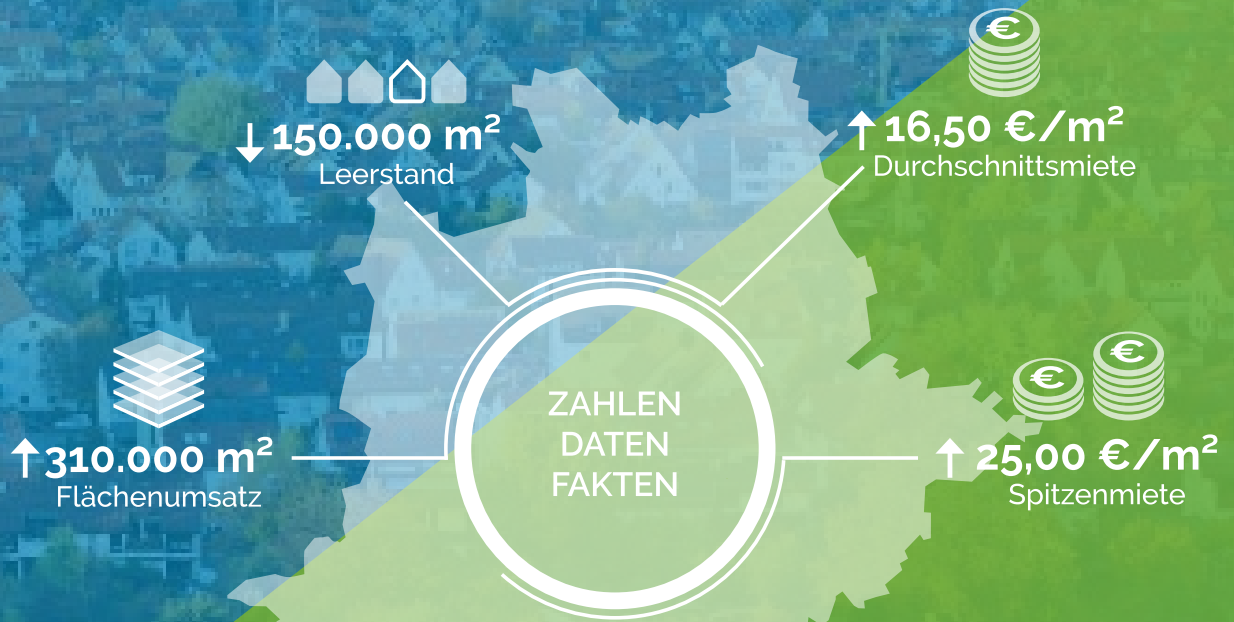 ↓ 150.000 m²
Leerstand
↑ 16,50 €/m²
Durchschnittsmiete
↑ 310.000 m²
Flächenumsatz
ZAHLEN
DATEN
FAKTEN
↑ 25,00 €/m²
Spitzenmiete